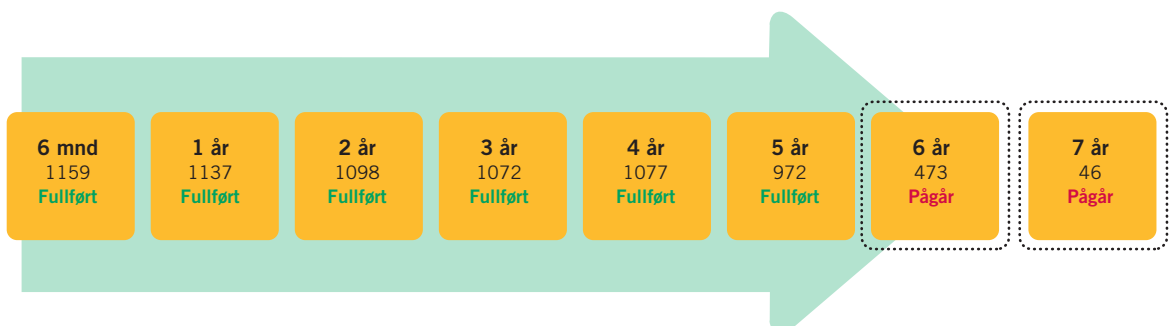 6 mnd
1159
Fullført
1 år
1137
Fullført
2 år
1098
Fullført
3 år
1072
Fullført
4 år
1077
Fullført
5 år
972
Fullført
6 år
473
Pågår
7 år
46
Pågår